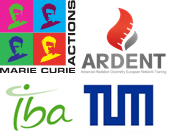 MARIE CURIE
ACTIONS
ARDENT
Advanced Radiation Dosimetry European Network Training
iba
TUM